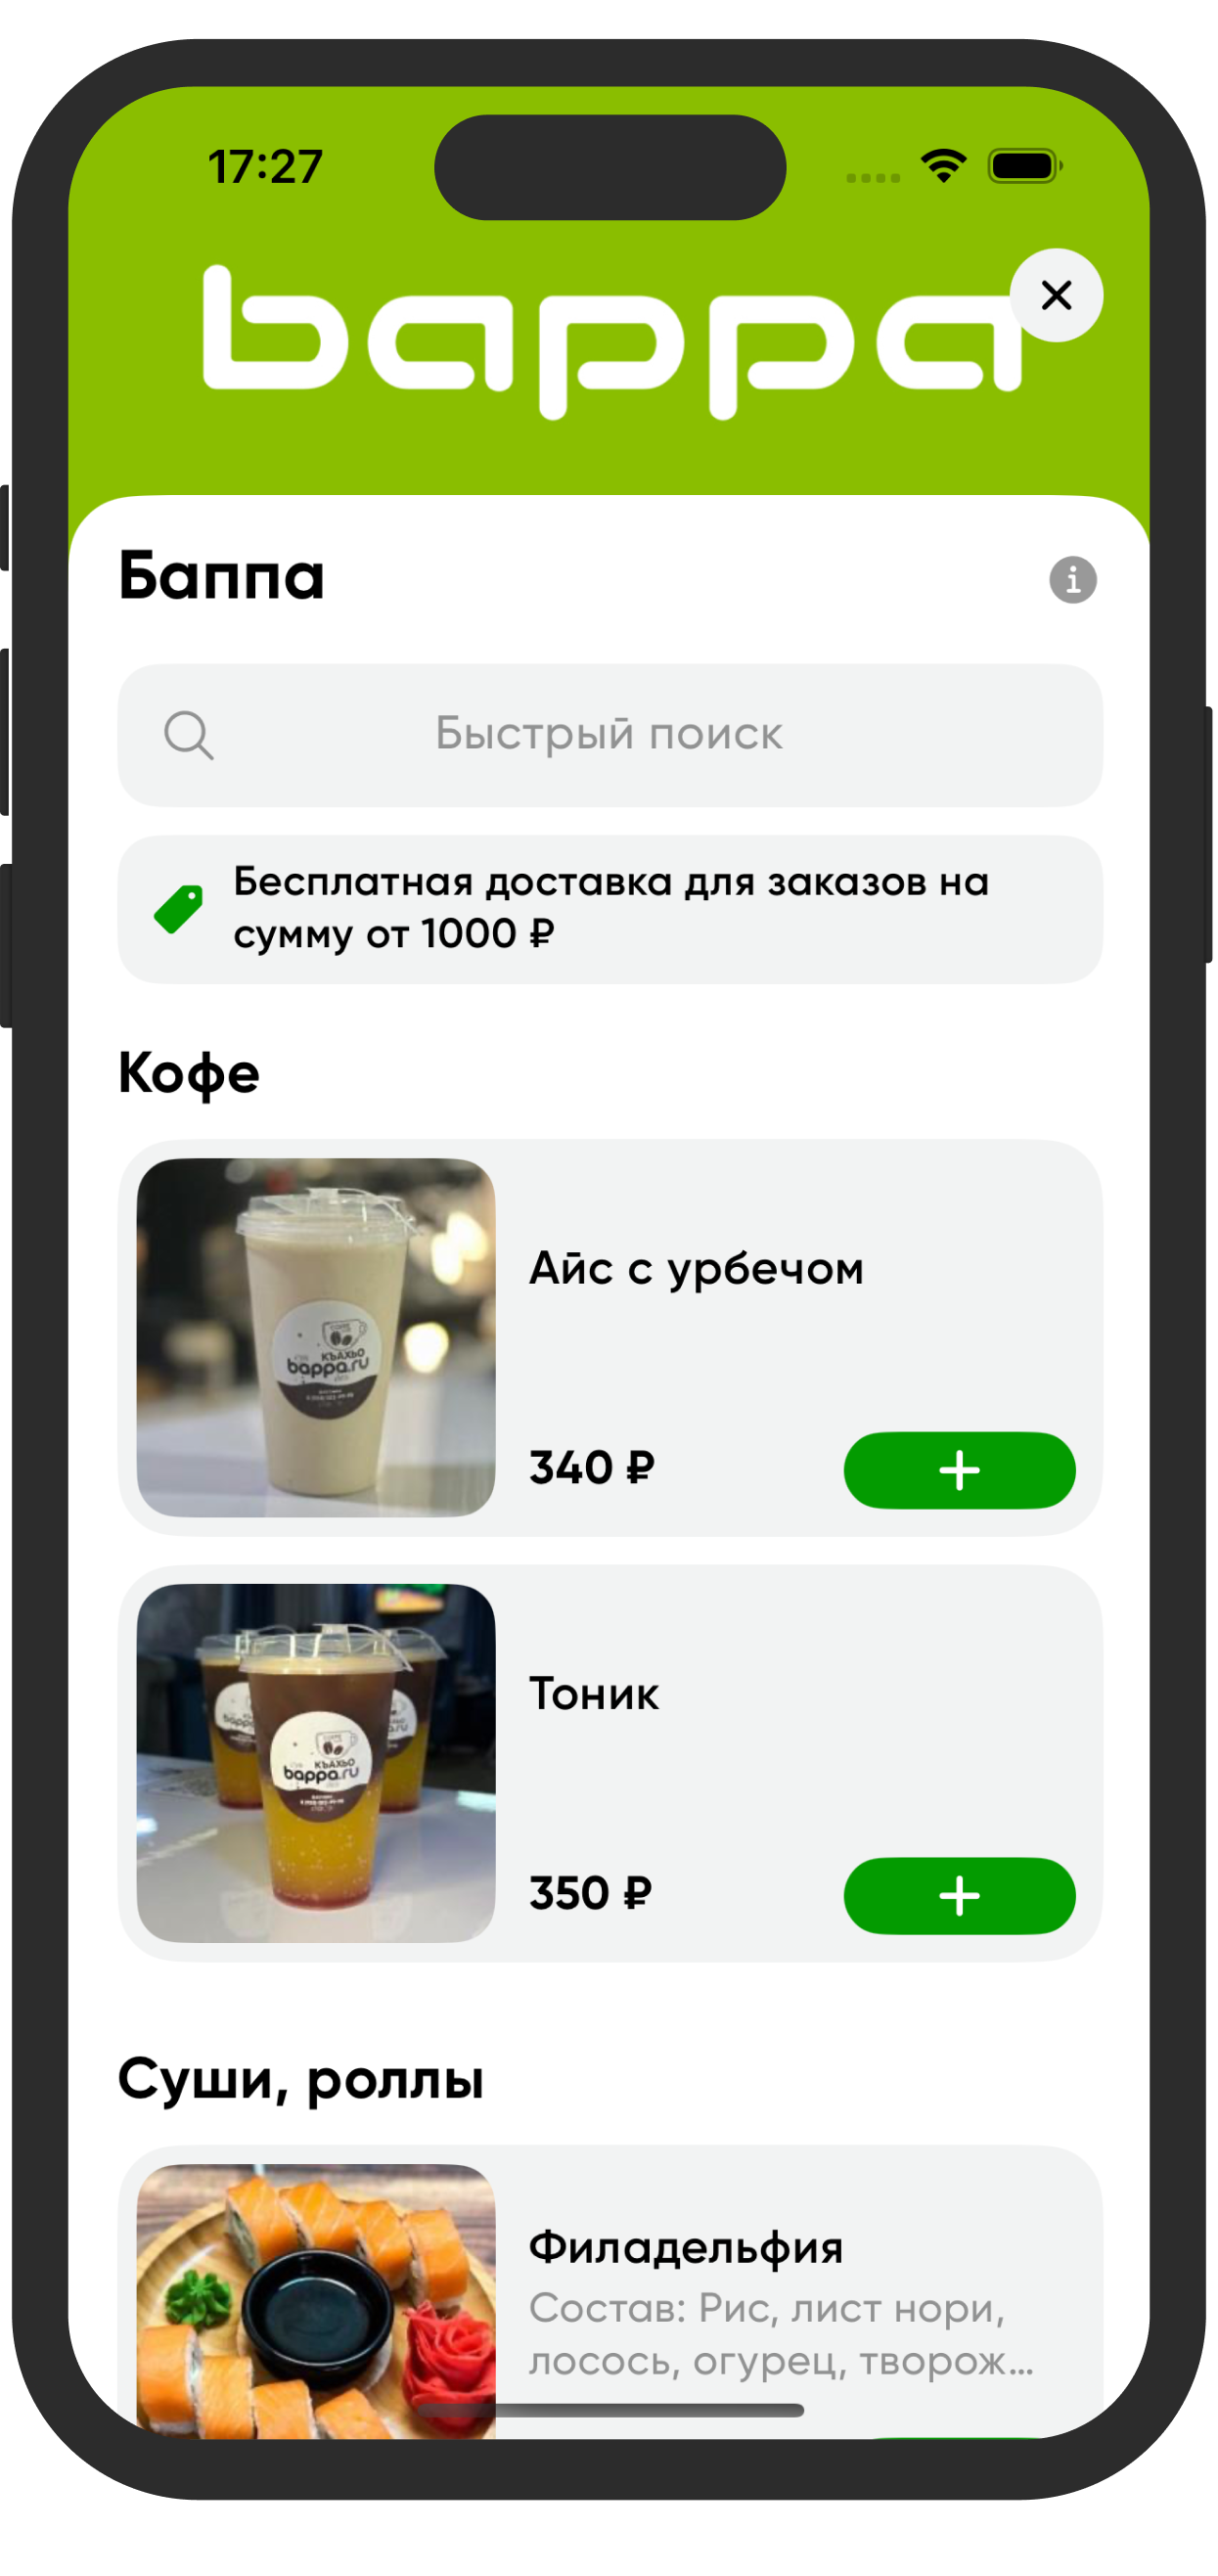 17:27
bappa
Баппа
Быстрый поиск
Бесплатная доставка для заказов на
сумму от 1000 ₽
Кофе
КЪАХЬО
bappa.ru
Айс с урбечом
340 ₽
КЪАХЬО
bappa.ru
Тоник
350 ₽
Суши, роллы
Филадельфия
Состав: Рис, лист нори,
лосось, огурец, творож...